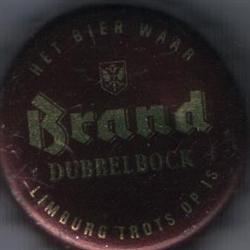 HET BIER WAAR
Brand
DUBBELBOCK
LIMBURG TROTS OP IS